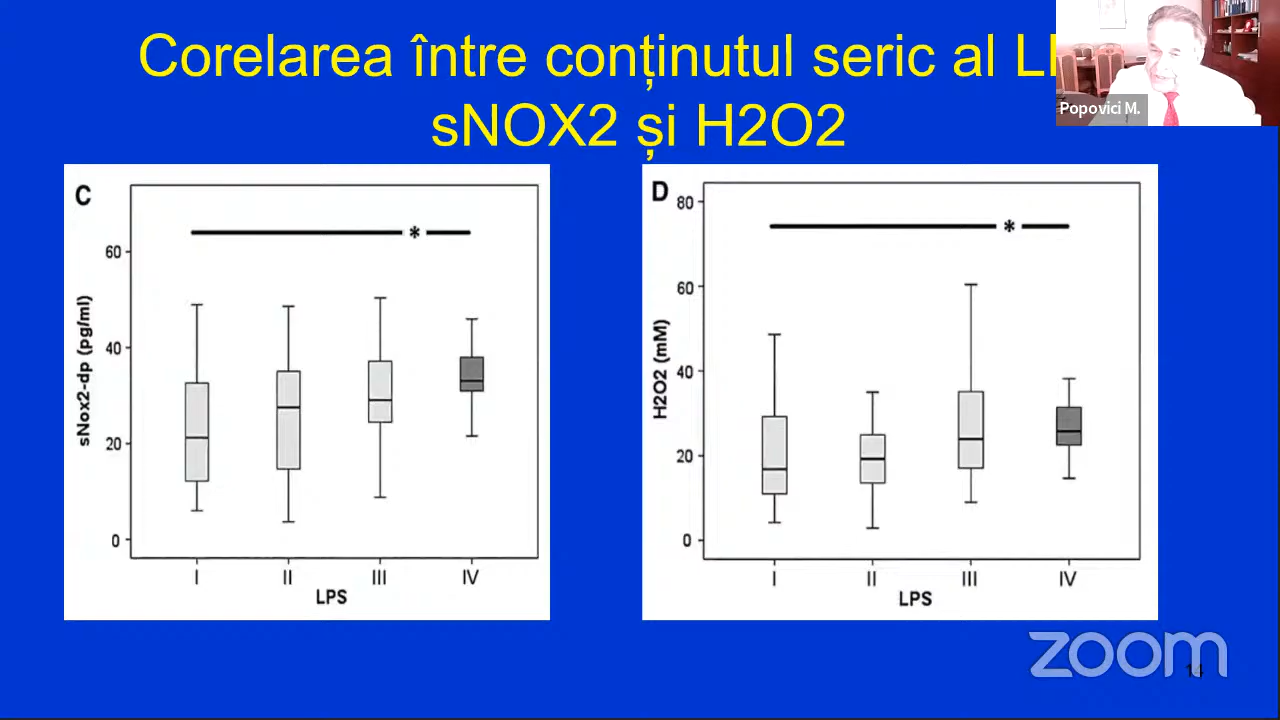 Corelarea între conținutul seric al
sNOX2 și H2O2
Popovici M.
C
sNox2-dp (pg/ml)
60
40
20
0
*
I II III IV
LPS
D
H2O2 (mM)
80
60
40
20
0
*
I II III IV
LPS
zoom
14